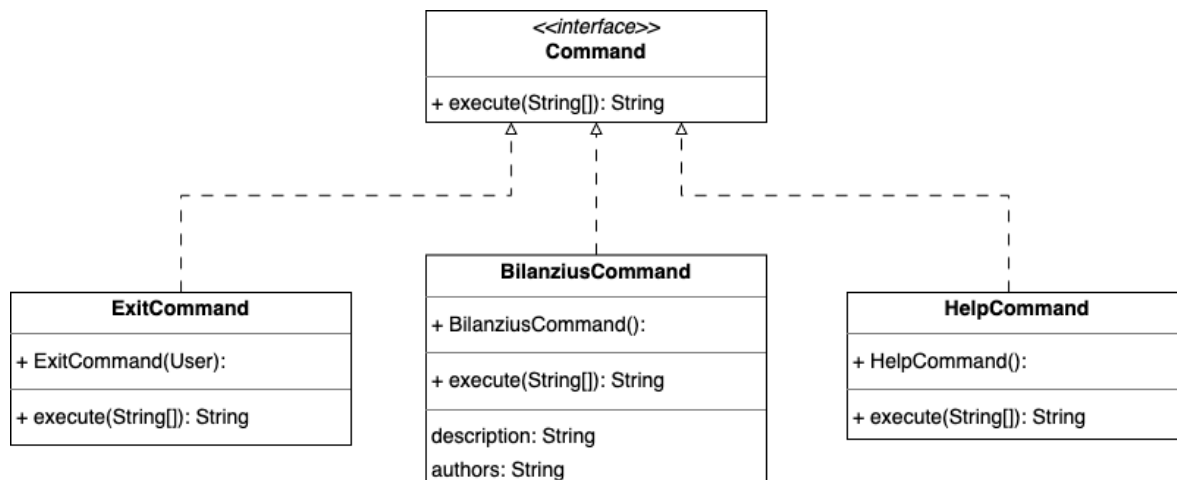 <<interface>>
Command
+ execute(String[]): String
ExitCommand
+ ExitCommand(User):
+ execute(String[]): String
BilanziusCommand
+ BilanziusCommand():
+ execute(String[]): String
description: String
authors: String
HelpCommand
+ HelpCommand():
+ execute(String[]): String